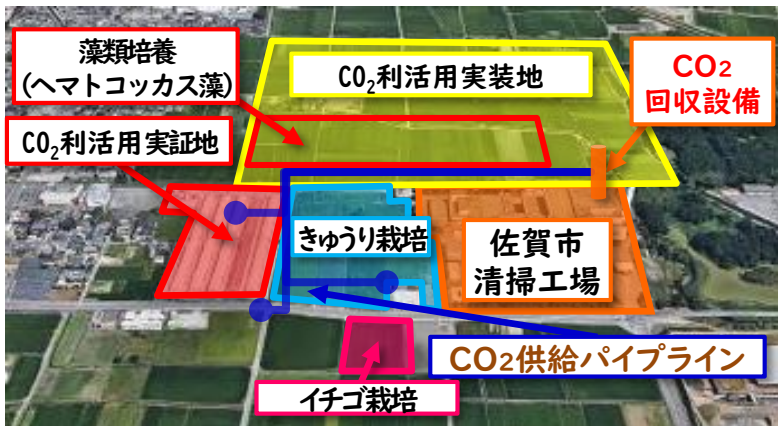 藻類培養
(ヘマトコッカス藻)
CO₂利活用実装地
CO2
回収設備
CO₂利活用実証地
きゅうり栽培
佐賀市
清掃工場
CO2供給パイプライン
イチゴ栽培